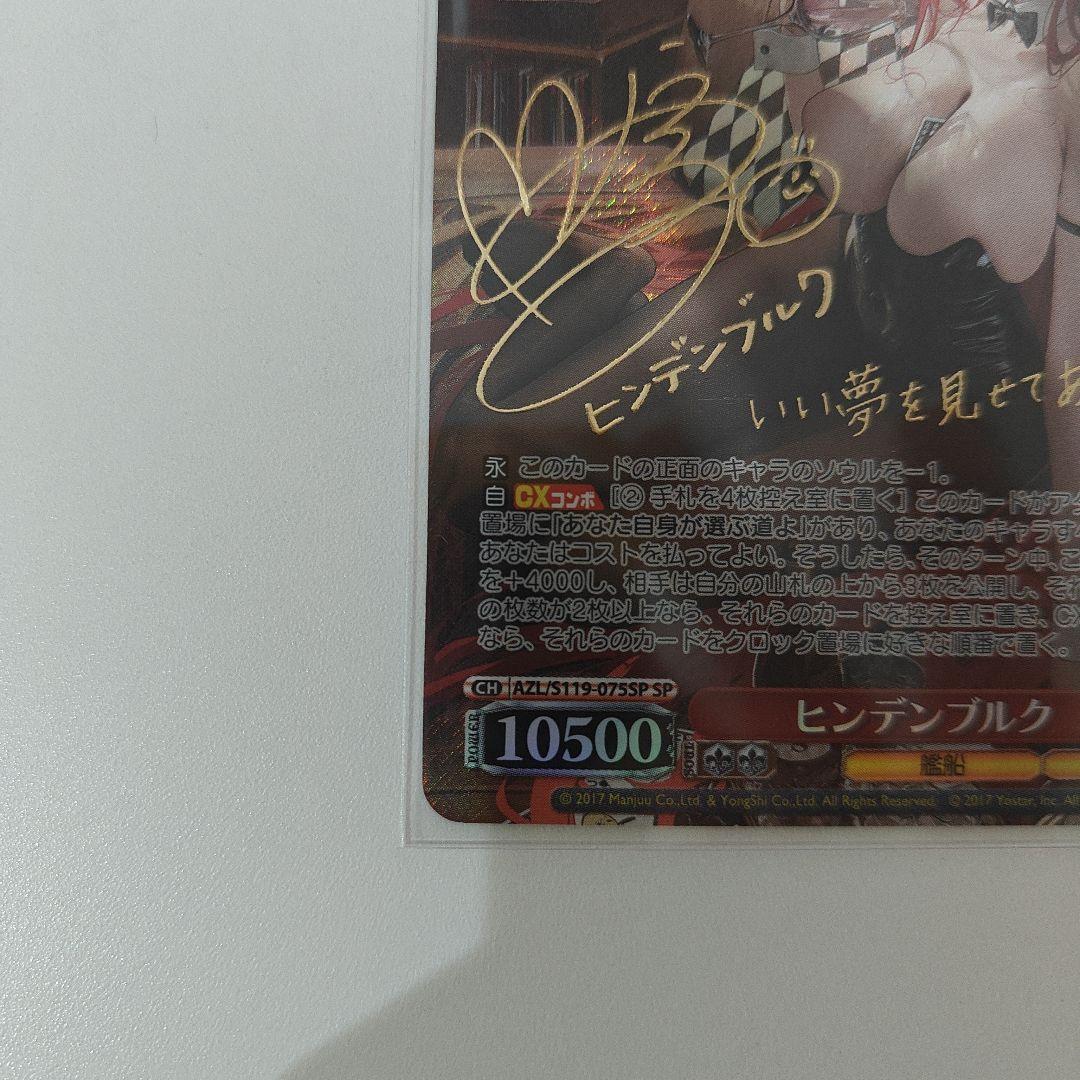 ヒンデンブルク
いい夢を見せてあ
永 このカードの正面のキャラのソウルを－1。
自 CXコンボ [② 手札を4枚控え室に置く] このカードがア
置場に「あなた自身が選ぶ道よ」があり、あなたのキャラす
あなたはコストを払ってよい。そうしたら、そのターン中、こ
を＋4000し、相手は自分の山札の上から3枚を公開し、それ
の枚数が2枚以上なら、それらのカードを控え室に置き、CX
なら、それらのカードをクロック置場に好きな順番で置く。
CH AZL/S119-075SP SP
POWER 10500 ヒンデンブルク
SOUL 艦船
© 2017 Manjuu Co.,Ltd. & YongShi Co.,Ltd. All Rights Reserved. © 2017 Yostar, Inc. All